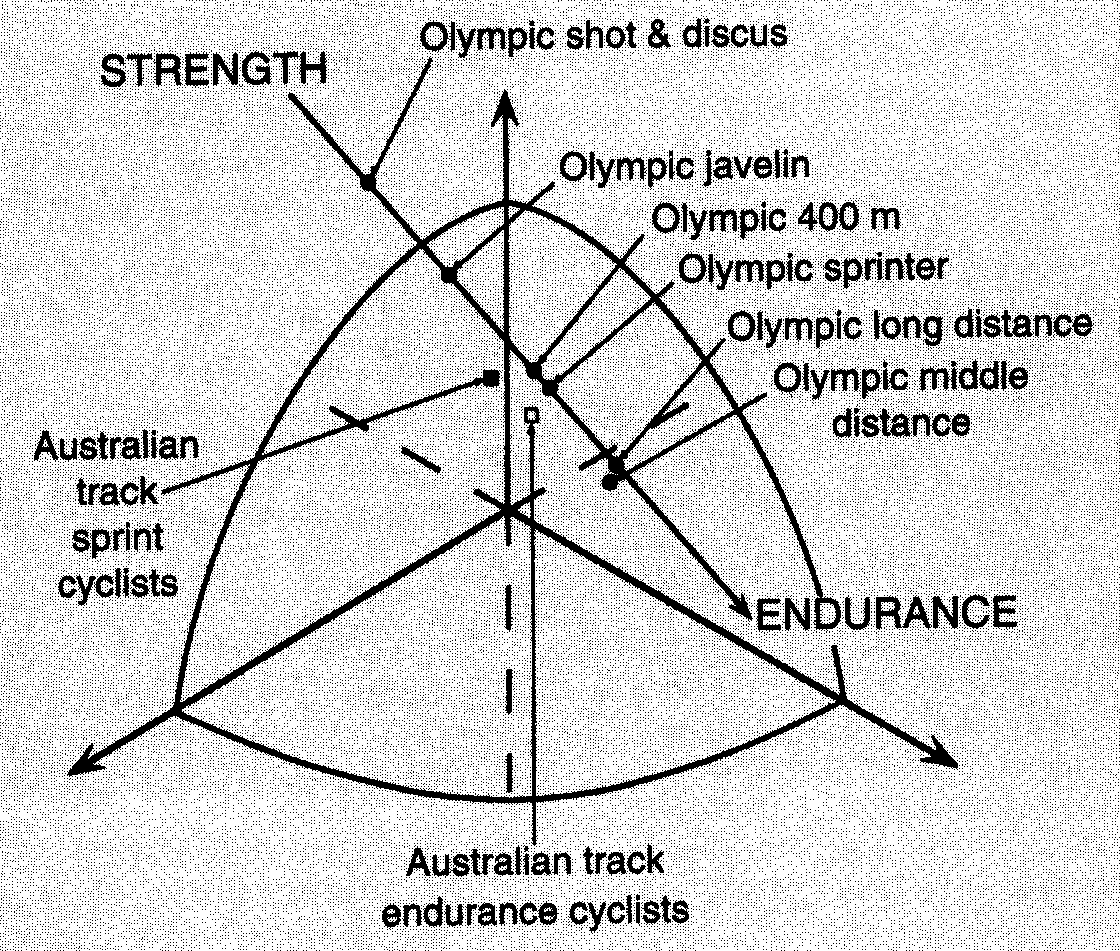 Olympic shot & discus
STRENGTH
Olympic javelin
Olympic 400 m
Olympic sprinter
Olympic long distance
Olympic middle
distance
Australian
track
sprint
cyclists
ENDURANCE
Australian track
endurance cyclists